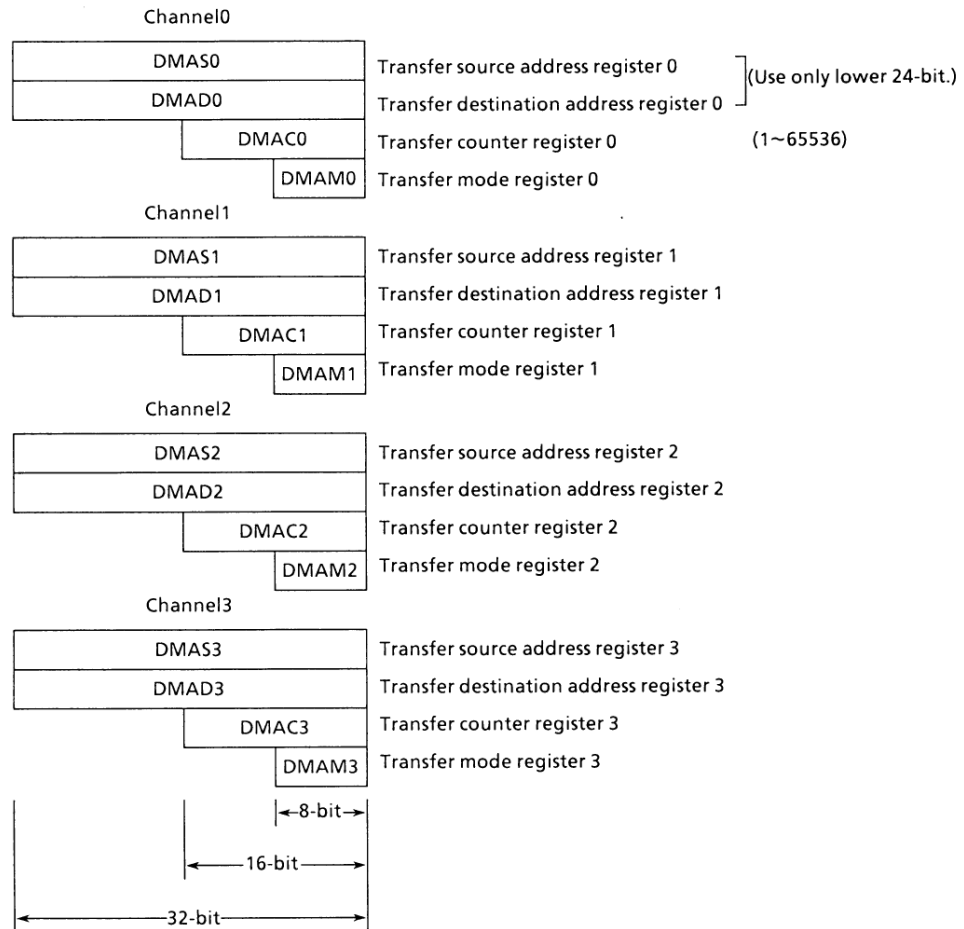 Channel0
DMAS0 Transfer source address register 0
DMAD0 Transfer destination address register 0
(Use only lower 24-bit.)
DMAC0 Transfer counter register 0 (1~65536)
DMAM0 Transfer mode register 0
Channel1
DMAS1 Transfer source address register 1
DMAD1 Transfer destination address register 1
DMAC1 Transfer counter register 1
DMAM1 Transfer mode register 1
Channel2
DMAS2 Transfer source address register 2
DMAD2 Transfer destination address register 2
DMAC2 Transfer counter register 2
DMAM2 Transfer mode register 2
Channel3
DMAS3 Transfer source address register 3
DMAD3 Transfer destination address register 3
DMAC3 Transfer counter register 3
DMAM3 Transfer mode register 3
8-bit
16-bit
32-bit